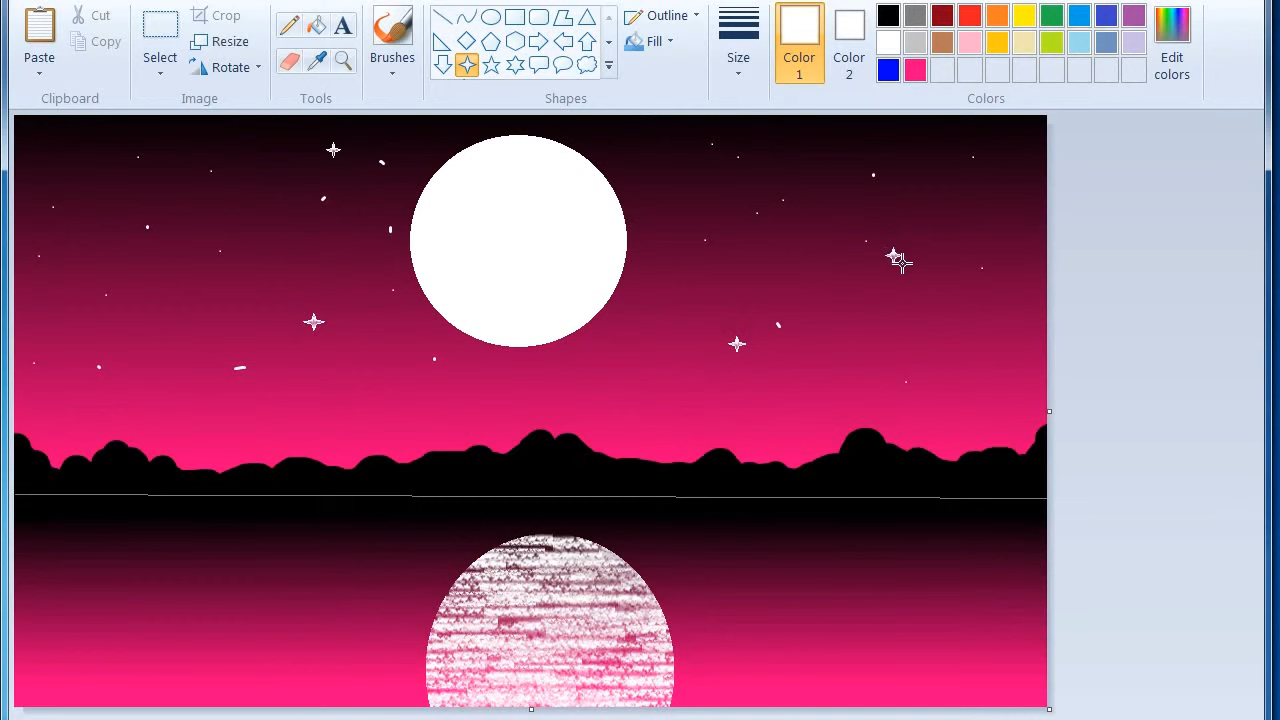 Cut
Crop
Outline
Copy
Resize
Fill
Paste
Select
Rotate
Brushes
Size
Color 1
Color 2
Edit colors
Clipboard
Image
Tools
Shapes
Colors